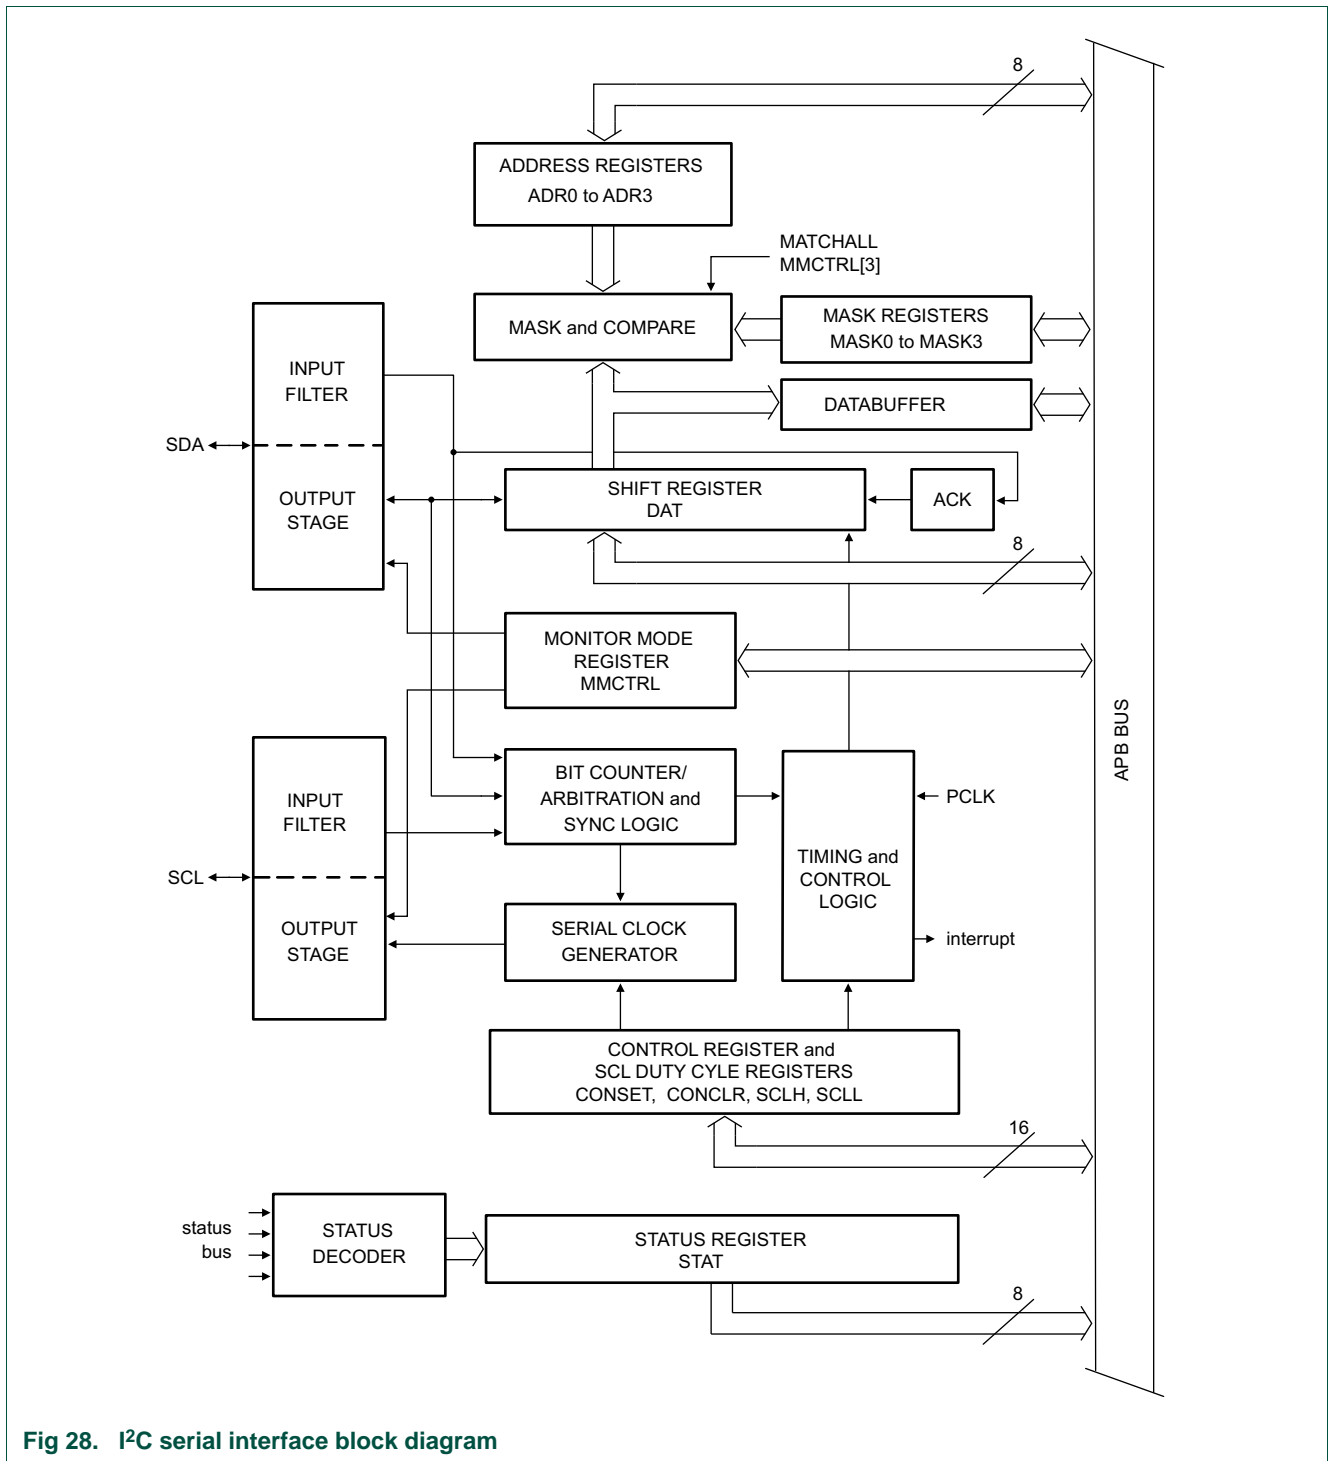 8
ADDRESS REGISTERS
ADR0 to ADR3
MATCHALL
MMCTRL[3]
MASK and COMPARE
MASK REGISTERS
MASK0 to MASK3
INPUT
FILTER
DATABUFFER
SDA
OUTPUT
STAGE
SHIFT REGISTER
DAT
ACK
8
MONITOR MODE
REGISTER
MMCTRL
APB BUS
INPUT
FILTER
BIT COUNTER/
ARBITRATION and
SYNC LOGIC
PCLK
TIMING and
CONTROL
LOGIC
SCL
OUTPUT
STAGE
SERIAL CLOCK
GENERATOR
interrupt
CONTROL REGISTER and
SCL DUTY CYLE REGISTERS
CONSET, CONCLR, SCLH, SCLL
16
status
bus
STATUS
DECODER
STATUS REGISTER
STAT
8
Fig 28. I²C serial interface block diagram